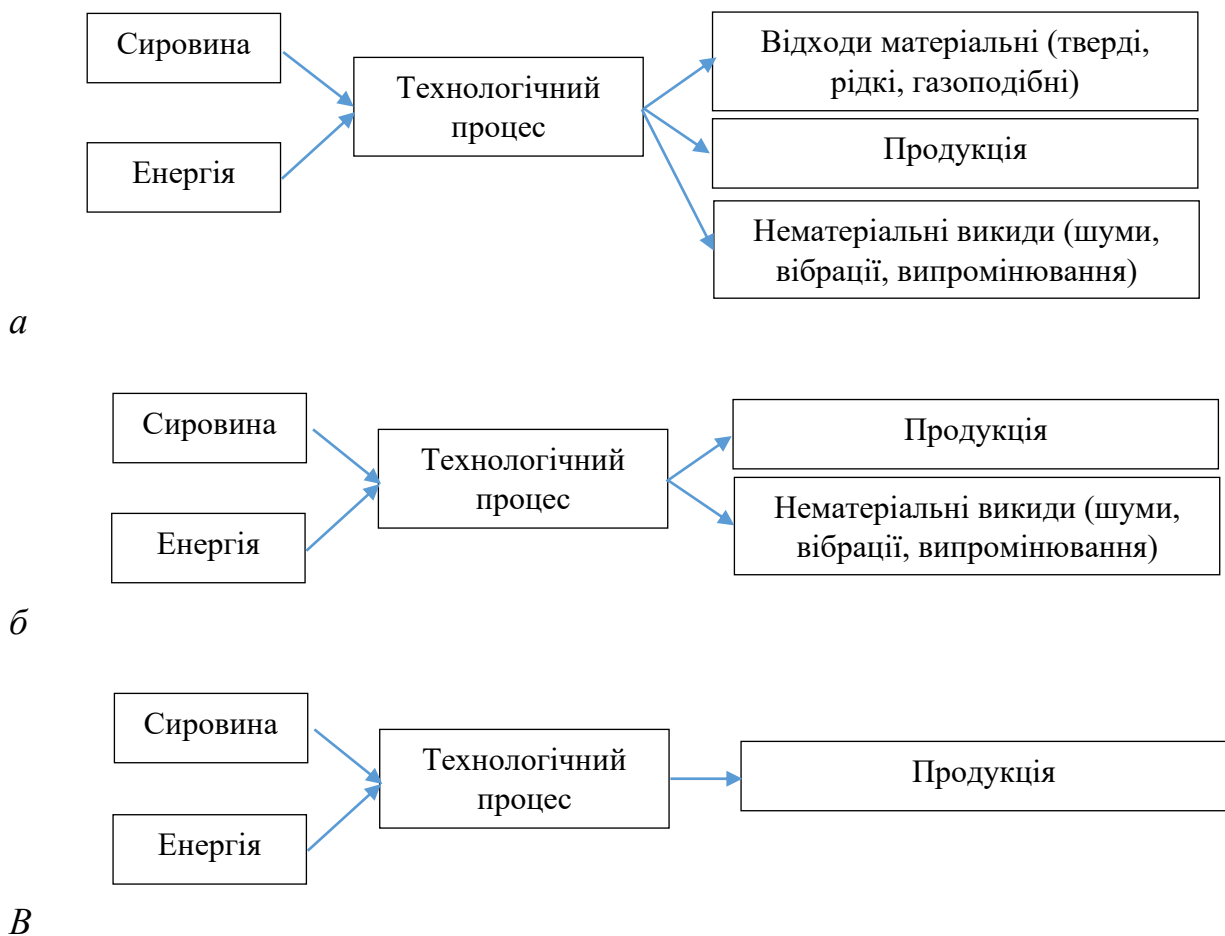 Сировина
Енергія
Технологічний
процес
Відходи матеріальні (тверді,
рідкі, газоподібні)
Продукція
Нематеріальні викиди (шуми,
вібрації, випромінювання)
а
Сировина
Енергія
Технологічний
процес
Продукція
Нематеріальні викиди (шуми,
вібрації, випромінювання)
б
Сировина
Енергія
Технологічний
процес
Продукція
В